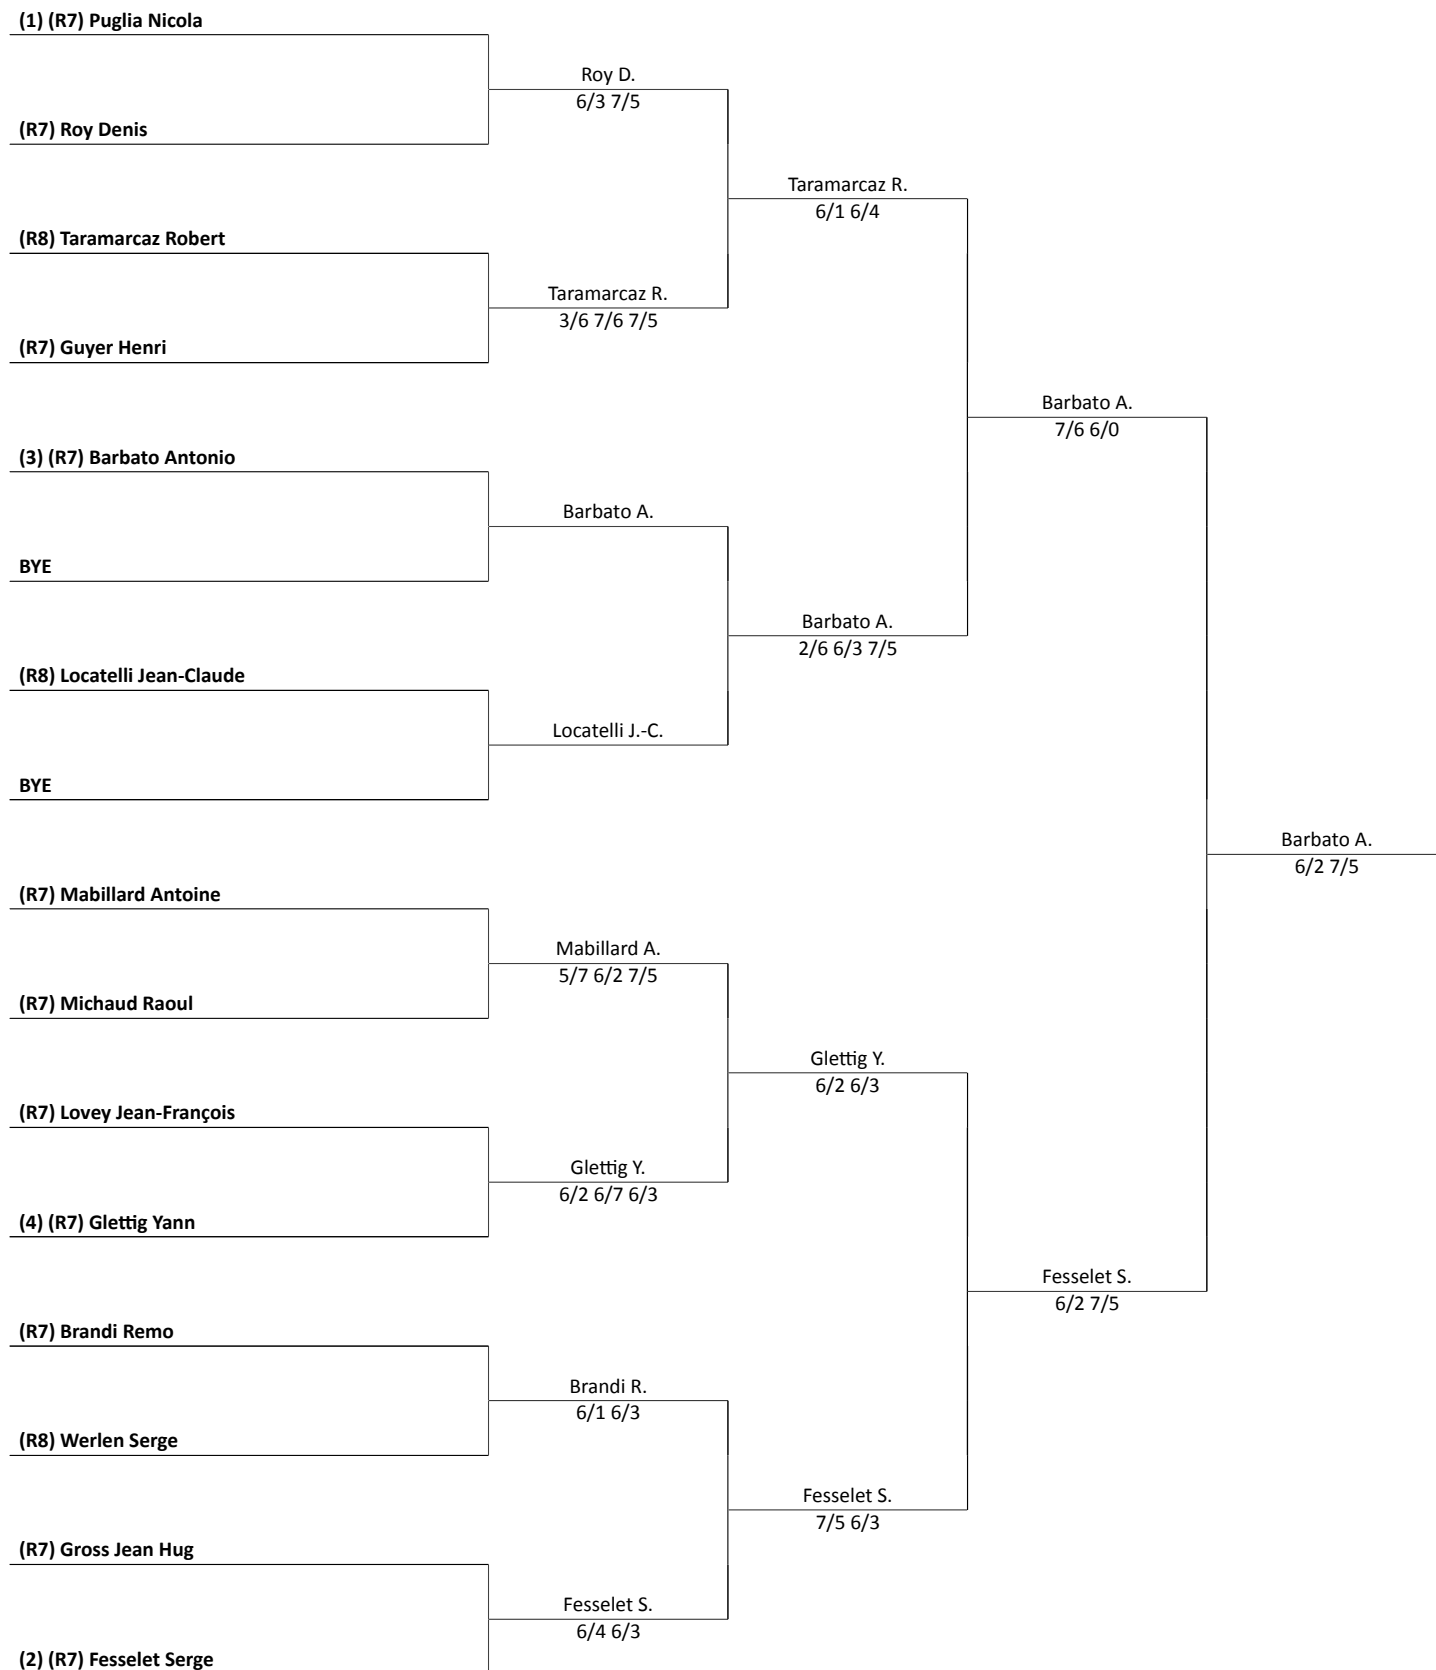 (1) (R7) Puglia Nicola
Roy D.
6/3 7/5
(R7) Roy Denis
Taramarcaz R.
6/1 6/4
(R8) Taramarcaz Robert
Taramarcaz R.
3/6 7/6 7/5
(R7) Guyer Henri
Barbato A.
7/6 6/0
(3) (R7) Barbato Antonio
Barbato A.
BYE
Barbato A.
2/6 6/3 7/5
(R8) Locatelli Jean-Claude
Locatelli J.-C.
BYE
Barbato A.
6/2 7/5
(R7) Mabillard Antoine
Mabillard A.
5/7 6/2 7/5
(R7) Michaud Raoul
Glettig Y.
6/2 6/3
(R7) Lovey Jean-François
Glettig Y.
6/2 6/7 6/3
(4) (R7) Glettig Yann
Fesselet S.
6/2 7/5
(R7) Brandi Remo
Brandi R.
6/1 6/3
(R8) Werlen Serge
Fesselet S.
7/5 6/3
(R7) Gross Jean Hug
Fesselet S.
6/4 6/3
(2) (R7) Fesselet Serge